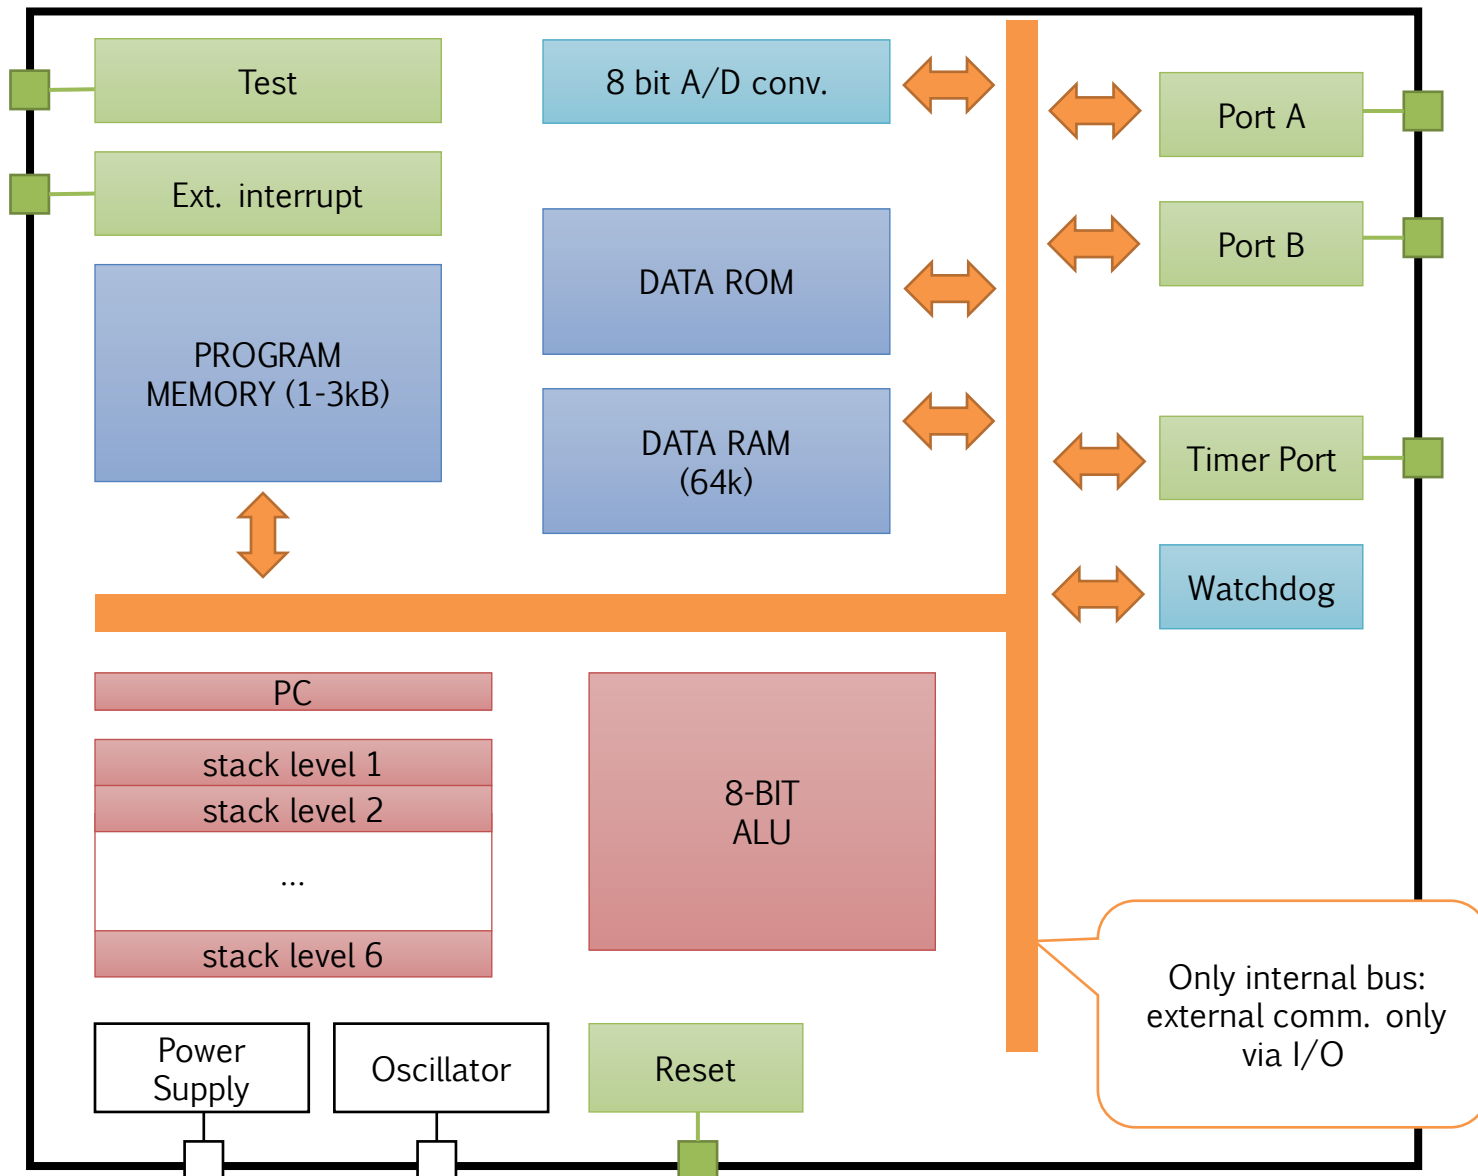 Test
8 bit A/D conv.
Port A
Ext. interrupt
Port B
DATA ROM
PROGRAM
MEMORY (1-3kB)
DATA RAM
(64k)
Timer Port
Watchdog
PC
stack level 1
stack level 2
...
stack level 6
8-BIT
ALU
Only internal bus:
external comm. only
via I/O
Power
Supply
Oscillator
Reset